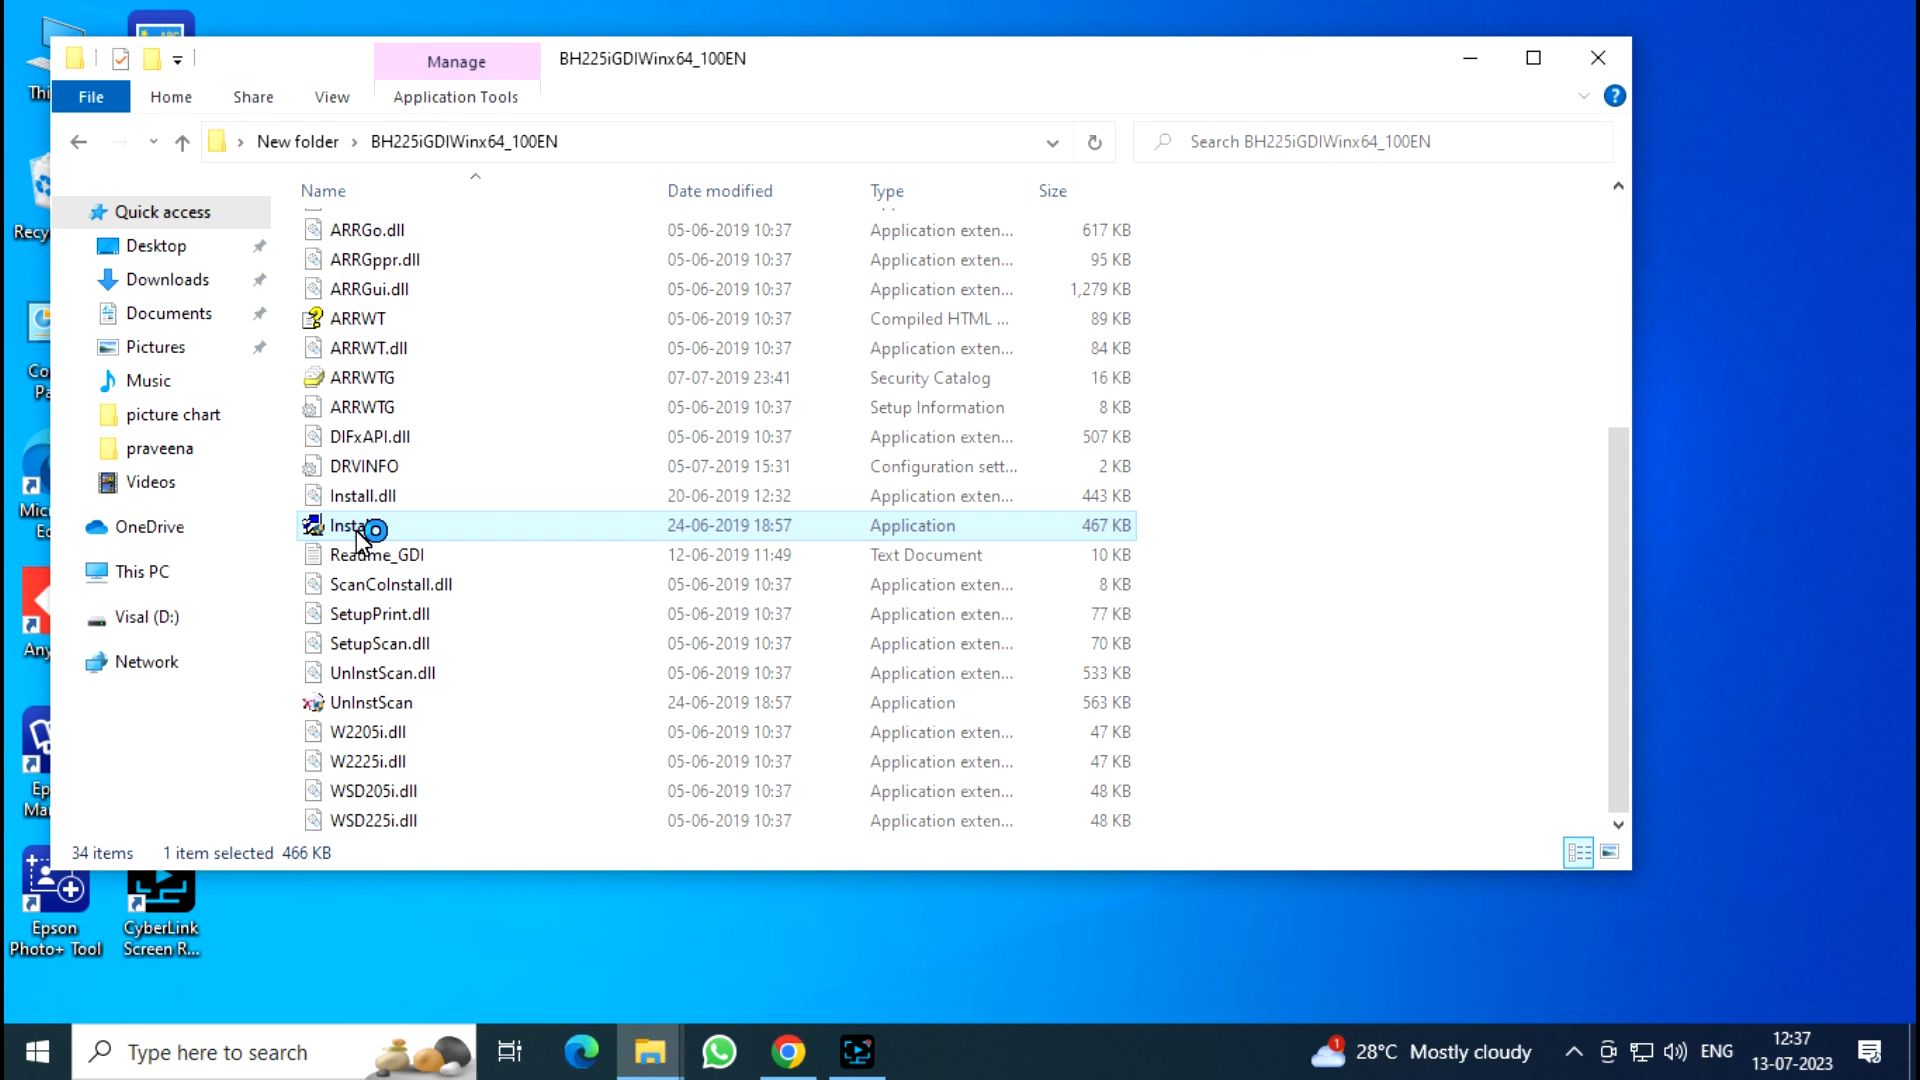 ABC
Manage
BH225iGDIWinx64_100EN
File
Home
Share
View
Application Tools
New folder > BH225iGDIWinx64_100EN
Search BH225iGDIWinx64_100EN
Name
Date modified
Type
Size
Quick access
Desktop
Downloads
Documents
Pictures
Music
picture chart
praveena
Videos
OneDrive
This PC
Visal (D:)
Network
ARRGo.dll 05-06-2019 10:37 Application exten... 617 KB
ARRGppr.dll 05-06-2019 10:37 Application exten... 95 KB
ARRGui.dll 05-06-2019 10:37 Application exten... 1,279 KB
ARRWT 05-06-2019 10:37 Compiled HTML ... 89 KB
ARRWT.dll 05-06-2019 10:37 Application exten... 84 KB
ARRWTG 07-07-2019 23:41 Security Catalog 16 KB
ARRWTG 05-06-2019 10:37 Setup Information 8 KB
DIFxAPI.dll 05-06-2019 10:37 Application exten... 507 KB
DRVINFO 05-07-2019 15:31 Configuration sett... 2 KB
Install.dll 20-06-2019 12:32 Application exten... 443 KB
Insta 24-06-2019 18:57 Application 467 KB
Readme_GDI 12-06-2019 11:49 Text Document 10 KB
ScanCoInstall.dll 05-06-2019 10:37 Application exten... 8 KB
SetupPrint.dll 05-06-2019 10:37 Application exten... 77 KB
SetupScan.dll 05-06-2019 10:37 Application exten... 70 KB
UnInstScan.dll 05-06-2019 10:37 Application exten... 533 KB
UnInstScan 24-06-2019 18:57 Application 563 KB
W2205i.dll 05-06-2019 10:37 Application exten... 47 KB
W2225i.dll 05-06-2019 10:37 Application exten... 47 KB
WSD205i.dll 05-06-2019 10:37 Application exten... 48 KB
WSD225i.dll 05-06-2019 10:37 Application exten... 48 KB
34 items 1 item selected 466 KB
Thi
Recy
Co
Pa
Mic
Ec
Any
Ep
Mar
Epson
Photo+ Tool
CyberLink
Screen R...
Type here to search
1
28°C Mostly cloudy
ENG
12:37
13-07-2023